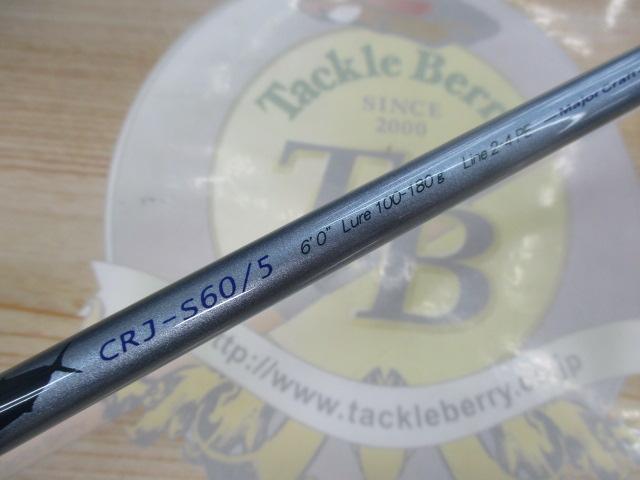 Tackle Berry
SINCE
2000
TB
CRJ-S60/5 6'0" Lure 100-180g Line 2-4 PE Major Craft
http://www.tackleberry.co.jp